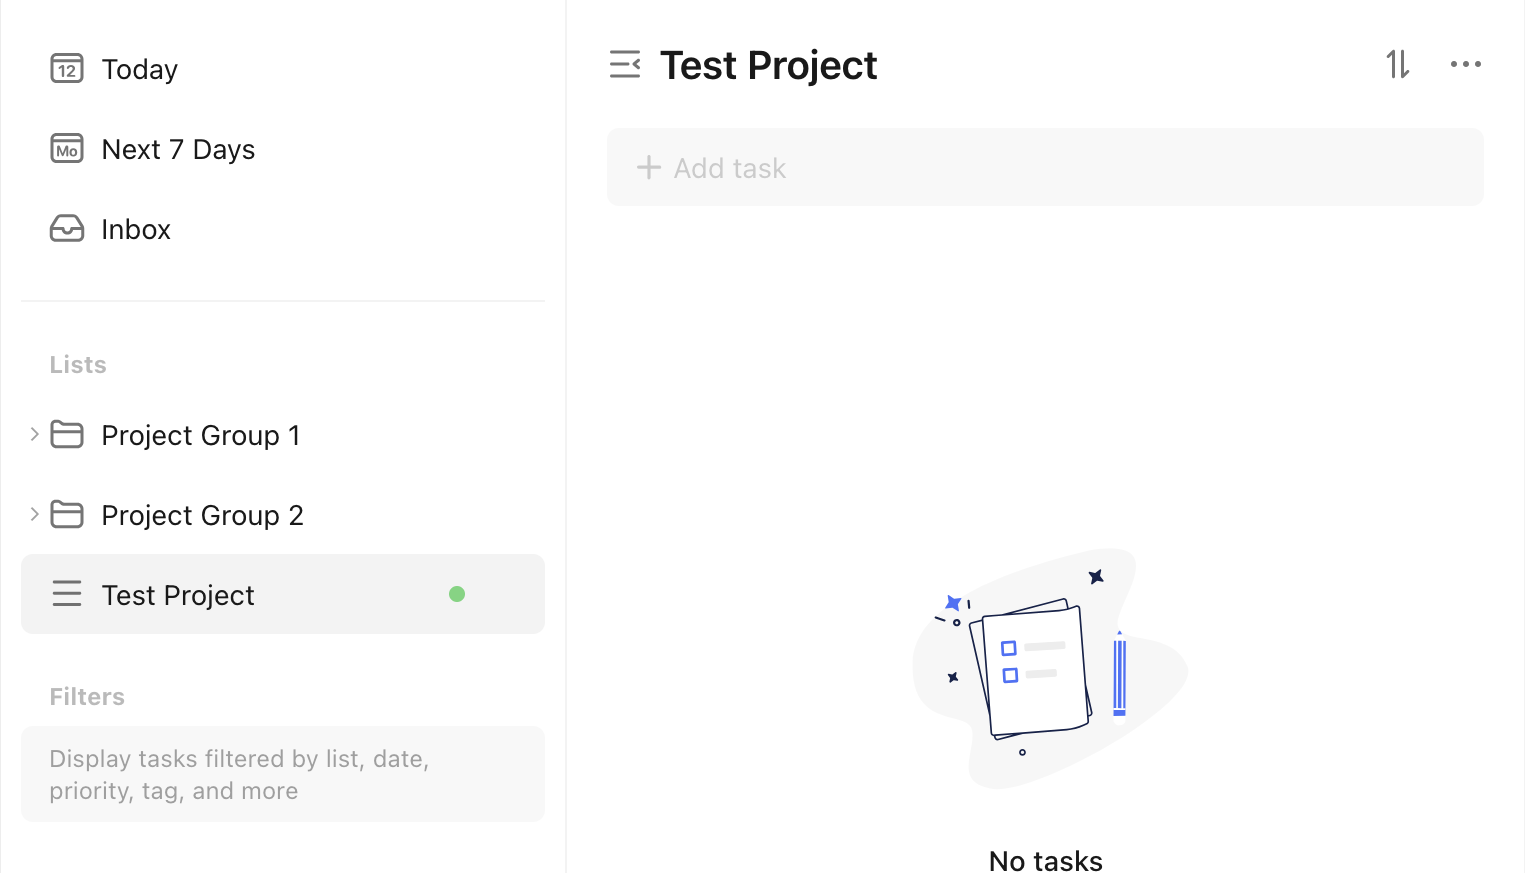 12 Today
Mo Next 7 Days
Inbox
Lists
Project Group 1
Project Group 2
Test Project
Filters
Display tasks filtered by list, date,
priority, tag, and more
Test Project
Add task
No tasks